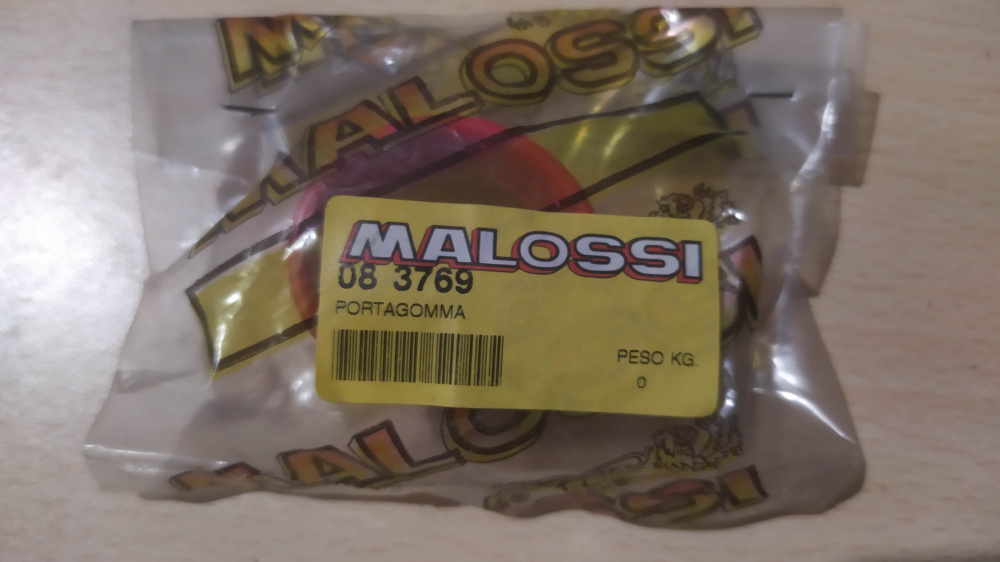 MALOSSI
MALOSSI
08 3769
PORTAGOMMA
PESO KG.
0